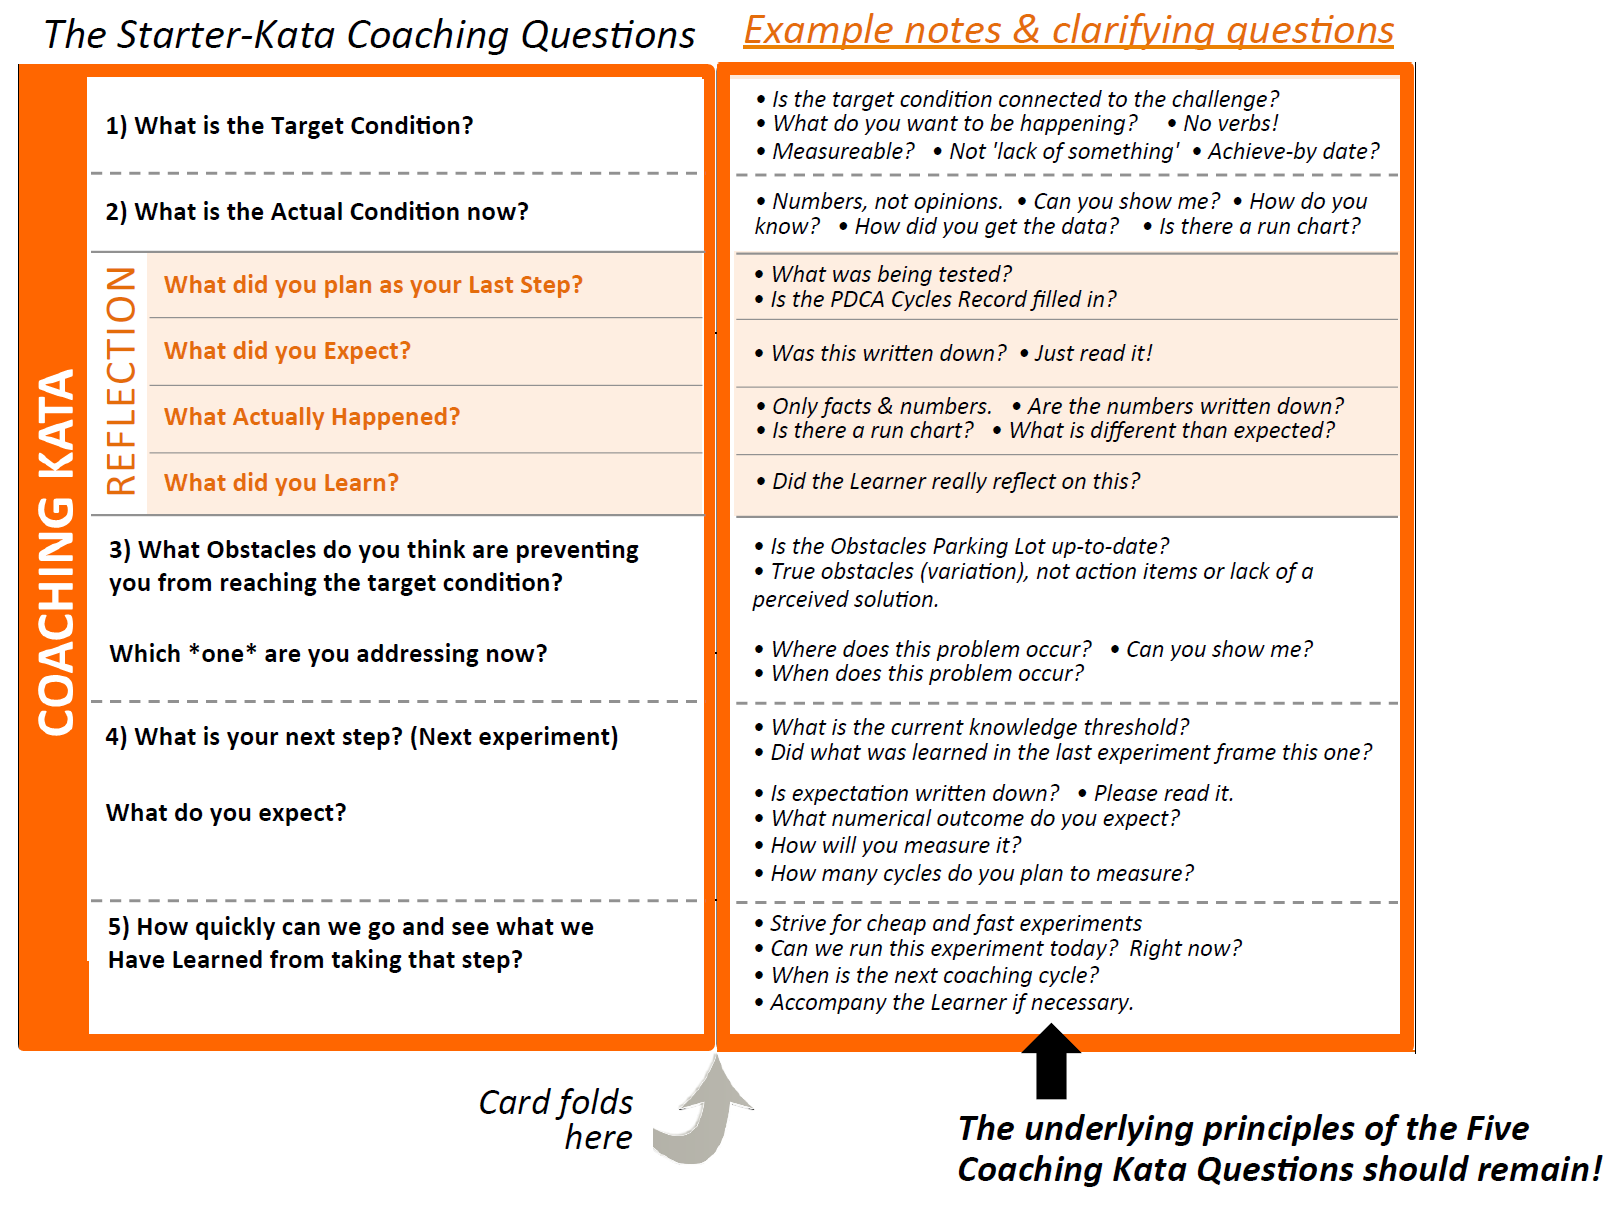 The Starter-Kata Coaching Questions
Example notes & clarifying questions
COACHING KATA
1) What is the Target Condition?
• Is the target condition connected to the challenge?
• What do you want to be happening? • No verbs!
• Measureable? • Not 'lack of something' • Achieve-by date?
2) What is the Actual Condition now?
• Numbers, not opinions. • Can you show me? • How do you
know? • How did you get the data? • Is there a run chart?
REFLECTION
What did you plan as your Last Step?
• What was being tested?
• Is the PDCA Cycles Record filled in?
What did you Expect?
• Was this written down? • Just read it!
What Actually Happened?
• Only facts & numbers. • Are the numbers written down?
• Is there a run chart? • What is different than expected?
What did you Learn?
• Did the Learner really reflect on this?
3) What Obstacles do you think are preventing
you from reaching the target condition?
• Is the Obstacles Parking Lot up-to-date?
• True obstacles (variation), not action items or lack of a
perceived solution.
Which *one* are you addressing now?
• Where does this problem occur? • Can you show me?
• When does this problem occur?
4) What is your next step? (Next experiment)
• What is the current knowledge threshold?
• Did what was learned in the last experiment frame this one?
What do you expect?
• Is expectation written down? • Please read it.
• What numerical outcome do you expect?
• How will you measure it?
• How many cycles do you plan to measure?
5) How quickly can we go and see what we
Have Learned from taking that step?
• Strive for cheap and fast experiments
• Can we run this experiment today? Right now?
• When is the next coaching cycle?
• Accompany the Learner if necessary.
Card folds
here
The underlying principles of the Five
Coaching Kata Questions should remain!